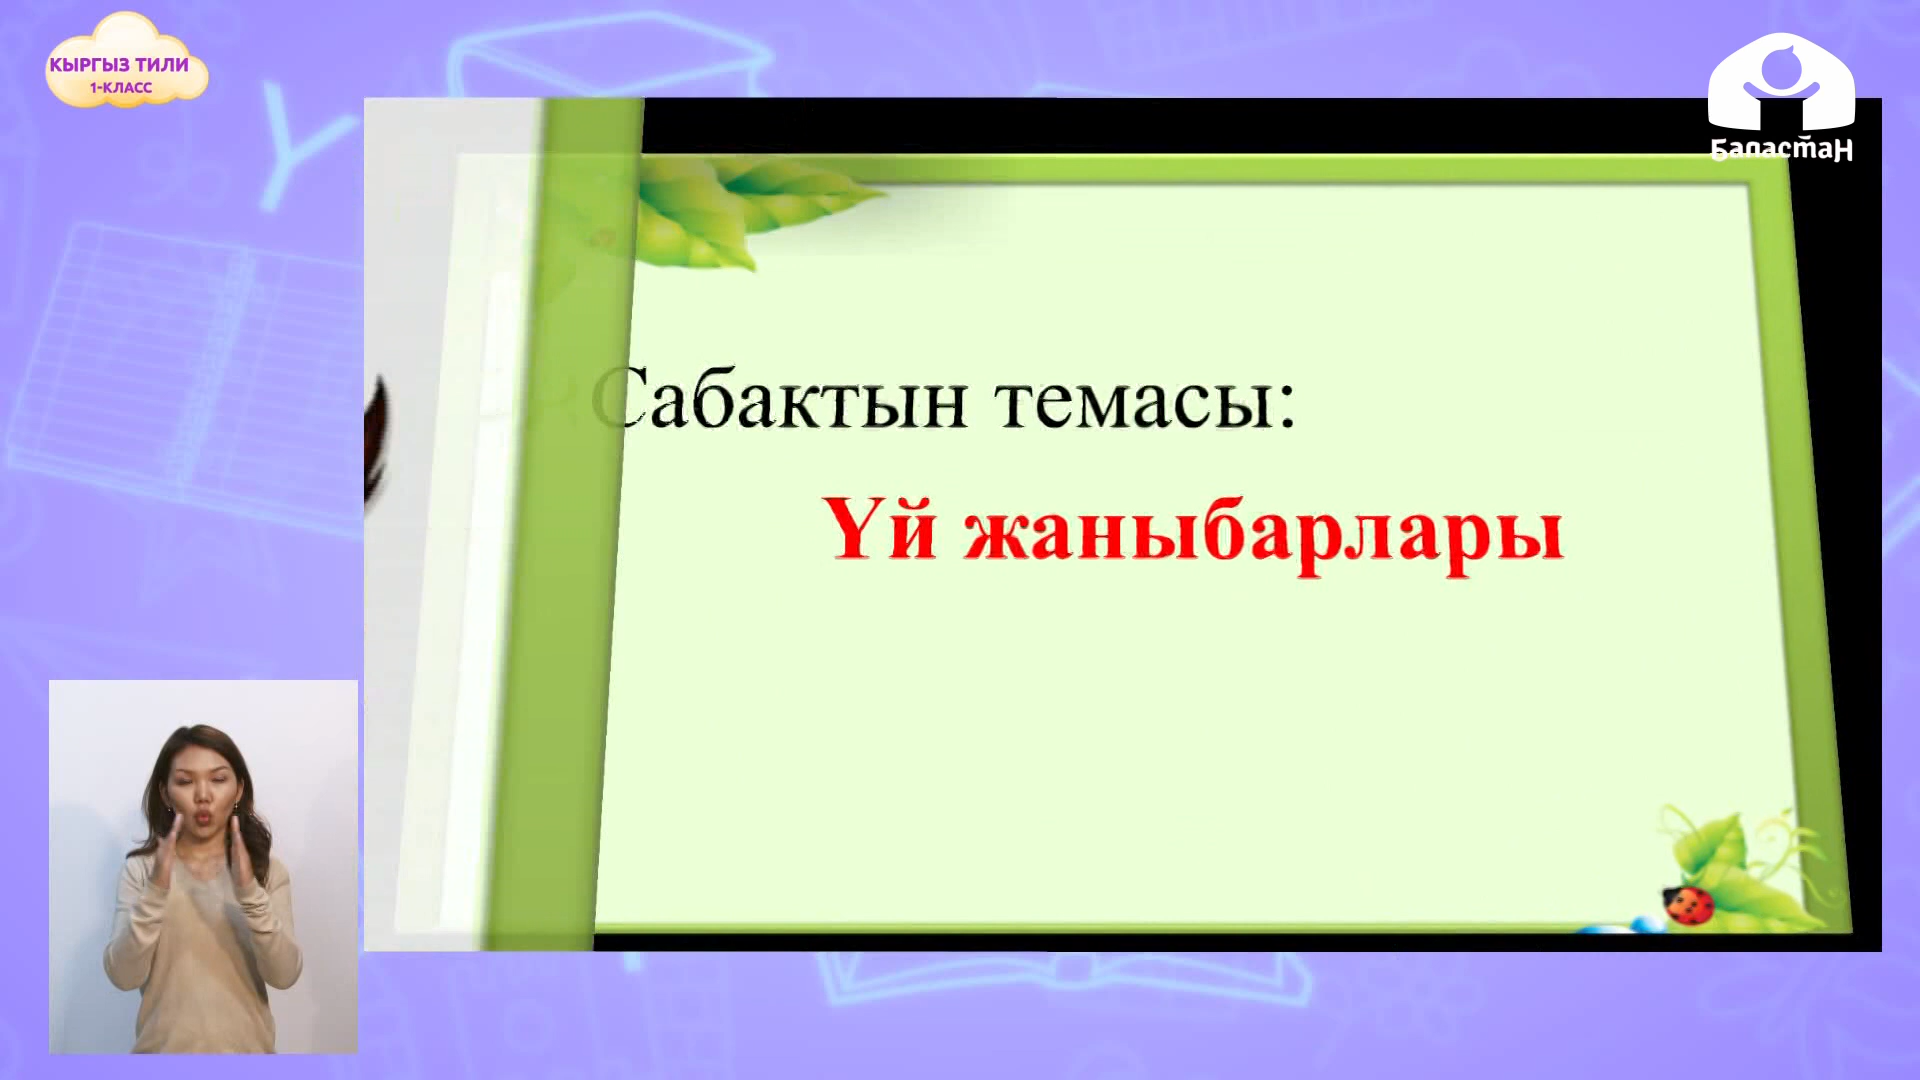 КЫРГЫЗ ТИЛИ
1-КЛАСС
Баластан
Сабактын темасы:
Үй жаныбарлары